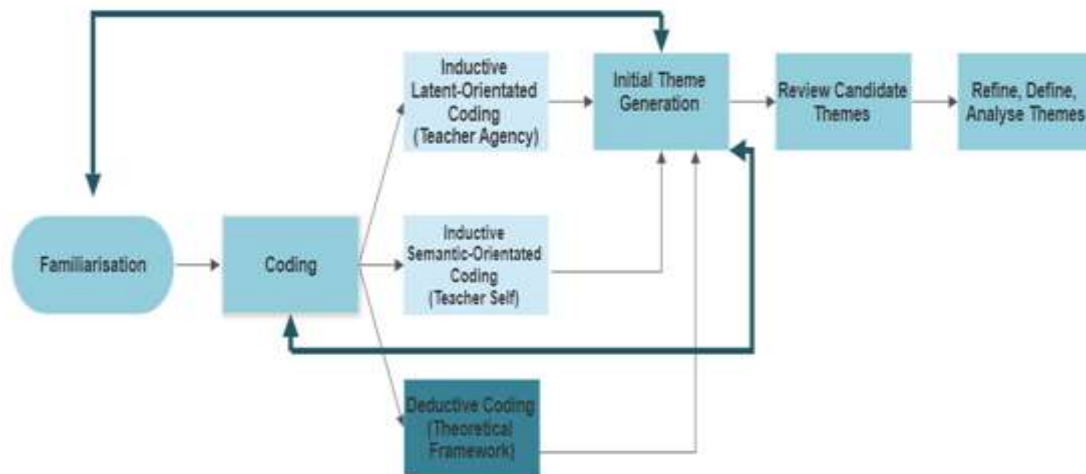 Inductive
Latent-Orientated
Coding
(Teacher Agency)
Initial Theme
Generation
Review Candidate
Themes
Refine, Define,
Analyse Themes
Familiarisation
Coding
Inductive
Semantic-Orientated
Coding
(Teacher Self)
Deductive Coding
(Theoretical
Framework)